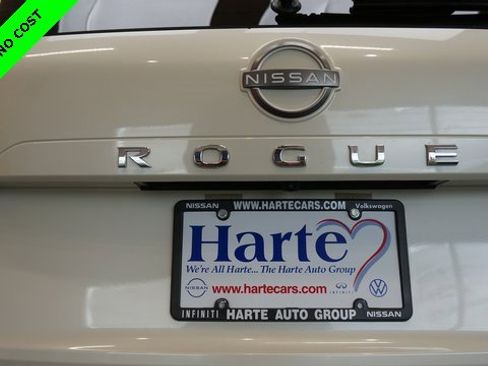 NO COST
NISSAN
ROGUE
NISSAN WWW.HARTECARS.COM Volkswagen
Harte
We're All Harte... The Harte Auto Group
NISSAN www.hartecars.com INFINITI
INFINITI HARTE AUTO GROUP NISSAN